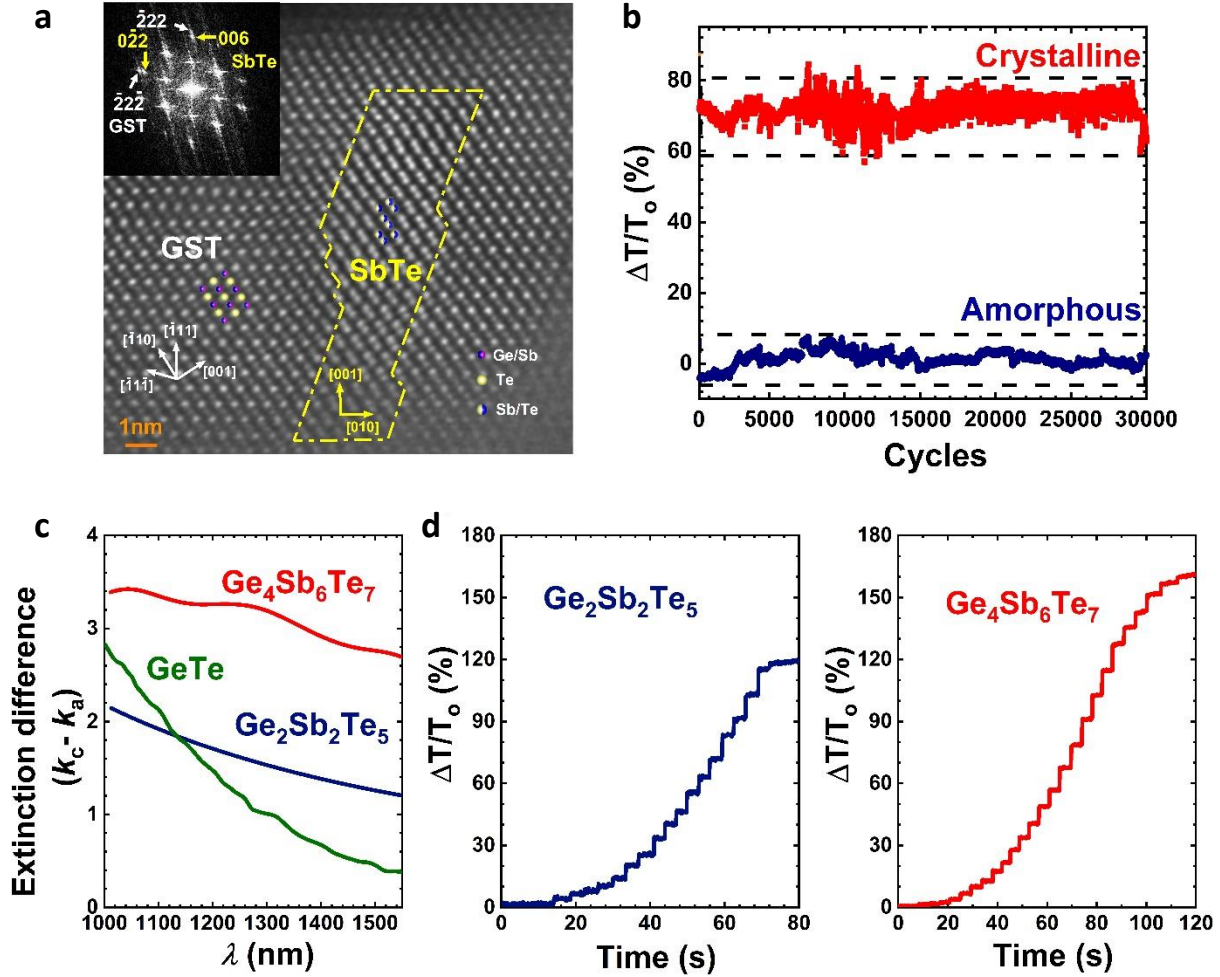 a
2̄22
02̄2
006
SbTe
2̄22̄
GST
GST
SbTe
[1̄10]
[1̄11]
[1̄11̄]
[001]
1nm
[001]
[010]
Ge/Sb
Te
Sb/Te
b
ΔT/To (%)
80
60
40
20
0
Crystalline
Amorphous
0 5000 10000 15000 20000 25000 30000
Cycles
c
Extinction difference
(kc - ka)
4
3
2
1
0
Ge4Sb6Te7
GeTe
Ge2Sb2Te5
1000 1100 1200 1300 1400 1500
λ (nm)
d
ΔT/To (%)
180
150
120
90
60
30
0
Ge2Sb2Te5
0 20 40 60 80
Time (s)
ΔT/To (%)
180
150
120
90
60
30
0
Ge4Sb6Te7
0 20 40 60 80 100 120
Time (s)